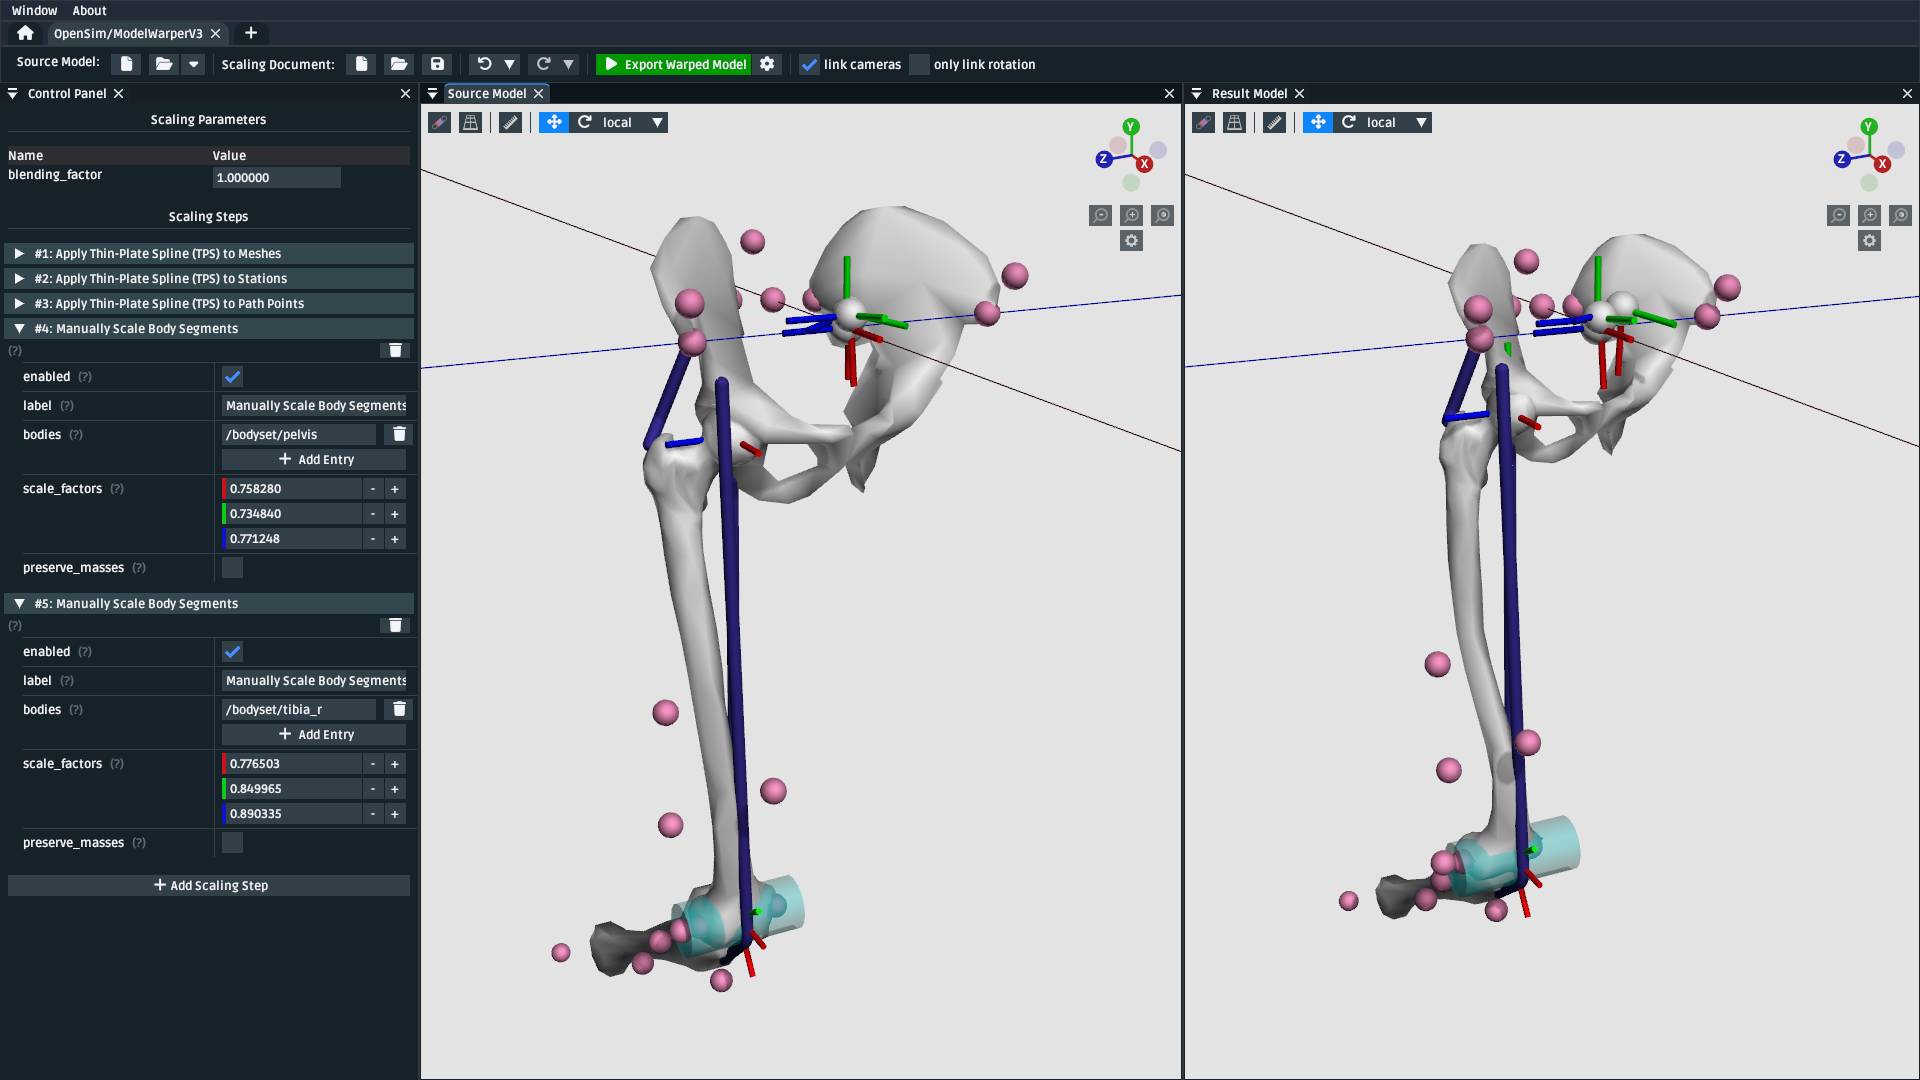 Window About
OpenSim/ModelWarperV3
Source Model: Scaling Document: Export Warped Model link cameras only link rotation
Control Panel
Scaling Parameters
Name Value
blending_factor 1.000000
Scaling Steps
#1: Apply Thin-Plate Spline (TPS) to Meshes
#2: Apply Thin-Plate Spline (TPS) to Stations
#3: Apply Thin-Plate Spline (TPS) to Path Points
#4: Manually Scale Body Segments
(?)
enabled (?)
label (?) Manually Scale Body Segments
bodies (?) /bodyset/pelvis
+ Add Entry
scale_factors (?) 0.758280 - +
0.734840 - +
0.771248 - +
preserve_masses (?)
#5: Manually Scale Body Segments
(?)
enabled (?)
label (?) Manually Scale Body Segments
bodies (?) /bodyset/tibia_r
+ Add Entry
scale_factors (?) 0.776503 - +
0.849965 - +
0.890335 - +
preserve_masses (?)
+ Add Scaling Step
Source Model
local
Y
Z
X
Result Model
local
Y
Z
X